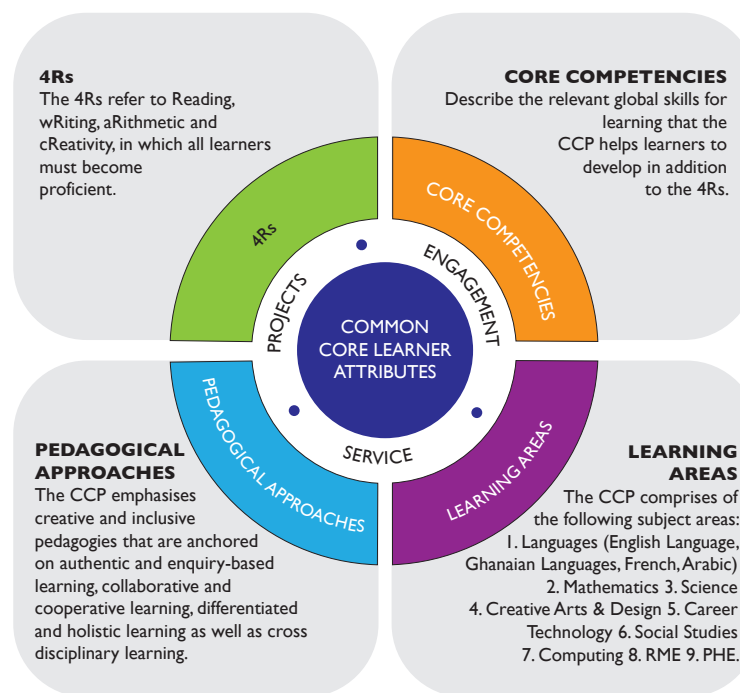 4Rs
The 4Rs refer to Reading,
wRiting, aRithmetic and
cReativity, in which all learners
must become
proficient.
CORE COMPETENCIES
Describe the relevant global skills for
learning that the
CCP helps learners to
develop in addition
to the 4Rs.
4Rs
CORE COMPETENCIES
PROJECTS
ENGAGEMENT
COMMON
CORE LEARNER
ATTRIBUTES
SERVICE
PEDAGOGICAL APPROACHES
LEARNING AREAS
PEDAGOGICAL
APPROACHES
The CCP emphasises
creative and inclusive
pedagogies that are anchored
on authentic and enquiry-based
learning, collaborative and
cooperative learning, differentiated
and holistic learning as well as cross
disciplinary learning.
LEARNING
AREAS
The CCP comprises of
the following subject areas:
1. Languages (English Language,
Ghanaian Languages, French, Arabic)
2. Mathematics 3. Science
4. Creative Arts & Design 5. Career
Technology 6. Social Studies
7. Computing 8. RME 9. PHE.